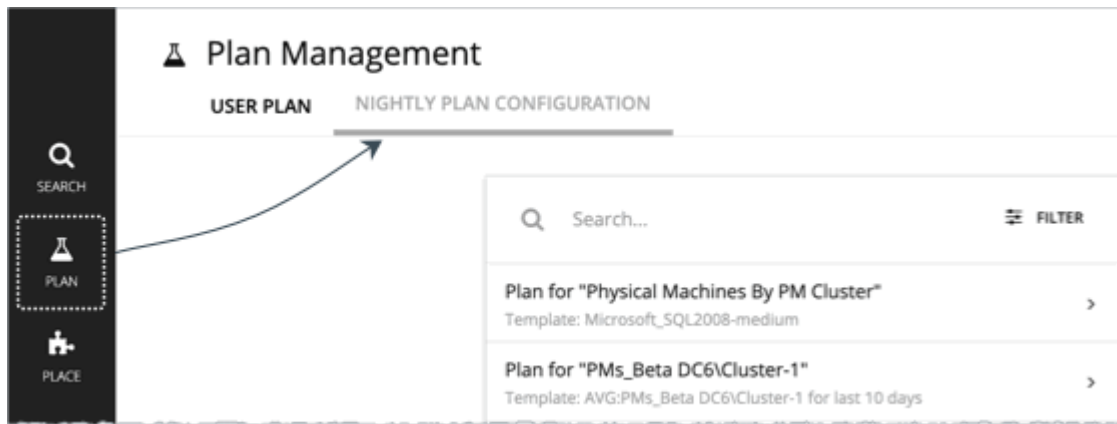 Plan Management
USER PLAN NIGHTLY PLAN CONFIGURATION
SEARCH
PLAN
PLACE
Search...
FILTER
Plan for "Physical Machines By PM Cluster"
Template: Microsoft_SQL2008-medium
Plan for "PMs_Beta DC6\Cluster-1"
Template: AVG:PMs_Beta DC6\Cluster-1 for last 10 days